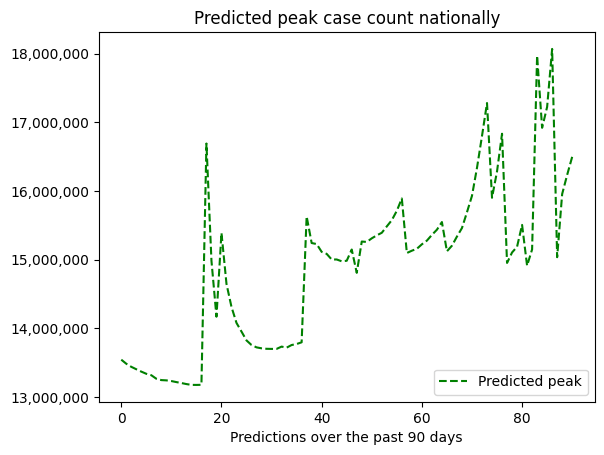 Predicted peak case count nationally
18,000,000
17,000,000
16,000,000
15,000,000
14,000,000
13,000,000
Predicted peak
0 20 40 60 80
Predictions over the past 90 days